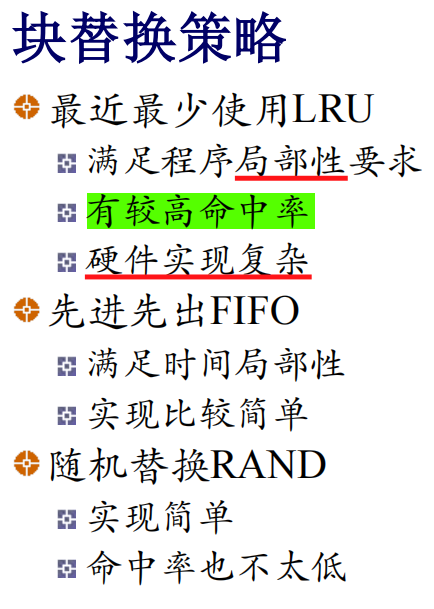 块替换策略
最近最少使用LRU
满足程序局部性要求
有较高命中率
硬件实现复杂
先进先出FIFO
满足时间局部性
实现比较简单
随机替换RAND
实现简单
命中率也不太低